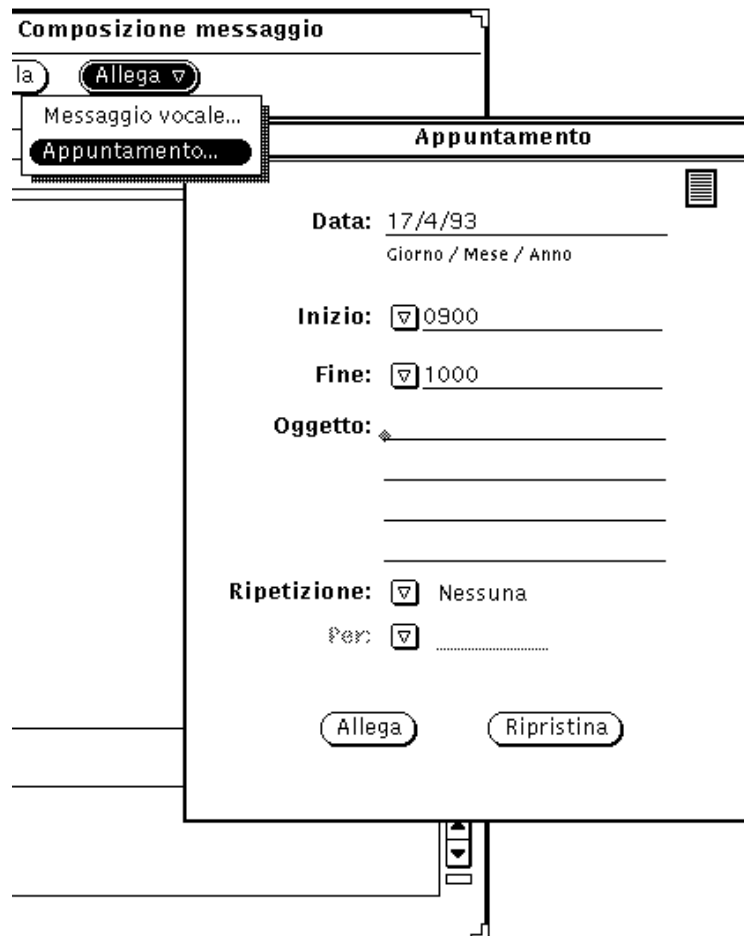 Composizione messaggio
la Allega
Messaggio vocale...
Appuntamento...
Appuntamento
Data: 17/4/93
Giorno / Mese / Anno
Inizio: 0900
Fine: 1000
Oggetto:
Ripetizione: Nessuna
Per:
Allega Ripristina